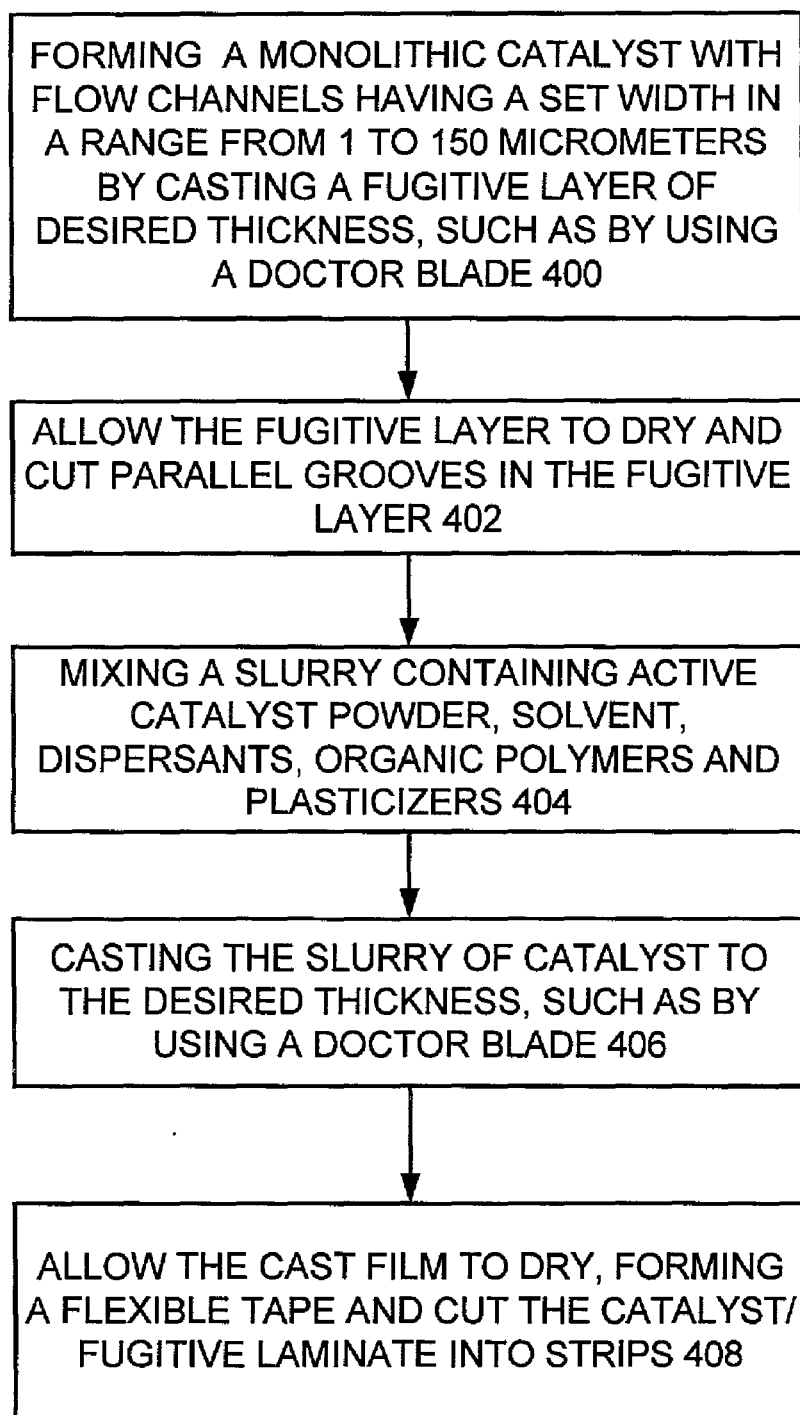 FORMING A MONOLITHIC CATALYST WITH
FLOW CHANNELS HAVING A SET WIDTH IN
A RANGE FROM 1 TO 150 MICROMETERS
BY CASTING A FUGITIVE LAYER OF
DESIRED THICKNESS, SUCH AS BY USING
A DOCTOR BLADE 400
ALLOW THE FUGITIVE LAYER TO DRY AND
CUT PARALLEL GROOVES IN THE FUGITIVE
LAYER 402
MIXING A SLURRY CONTAINING ACTIVE
CATALYST POWDER, SOLVENT,
DISPERSANTS, ORGANIC POLYMERS AND
PLASTICIZERS 404
CASTING THE SLURRY OF CATALYST TO
THE DESIRED THICKNESS, SUCH AS BY
USING A DOCTOR BLADE 406
ALLOW THE CAST FILM TO DRY, FORMING
A FLEXIBLE TAPE AND CUT THE CATALYST/
FUGITIVE LAMINATE INTO STRIPS 408